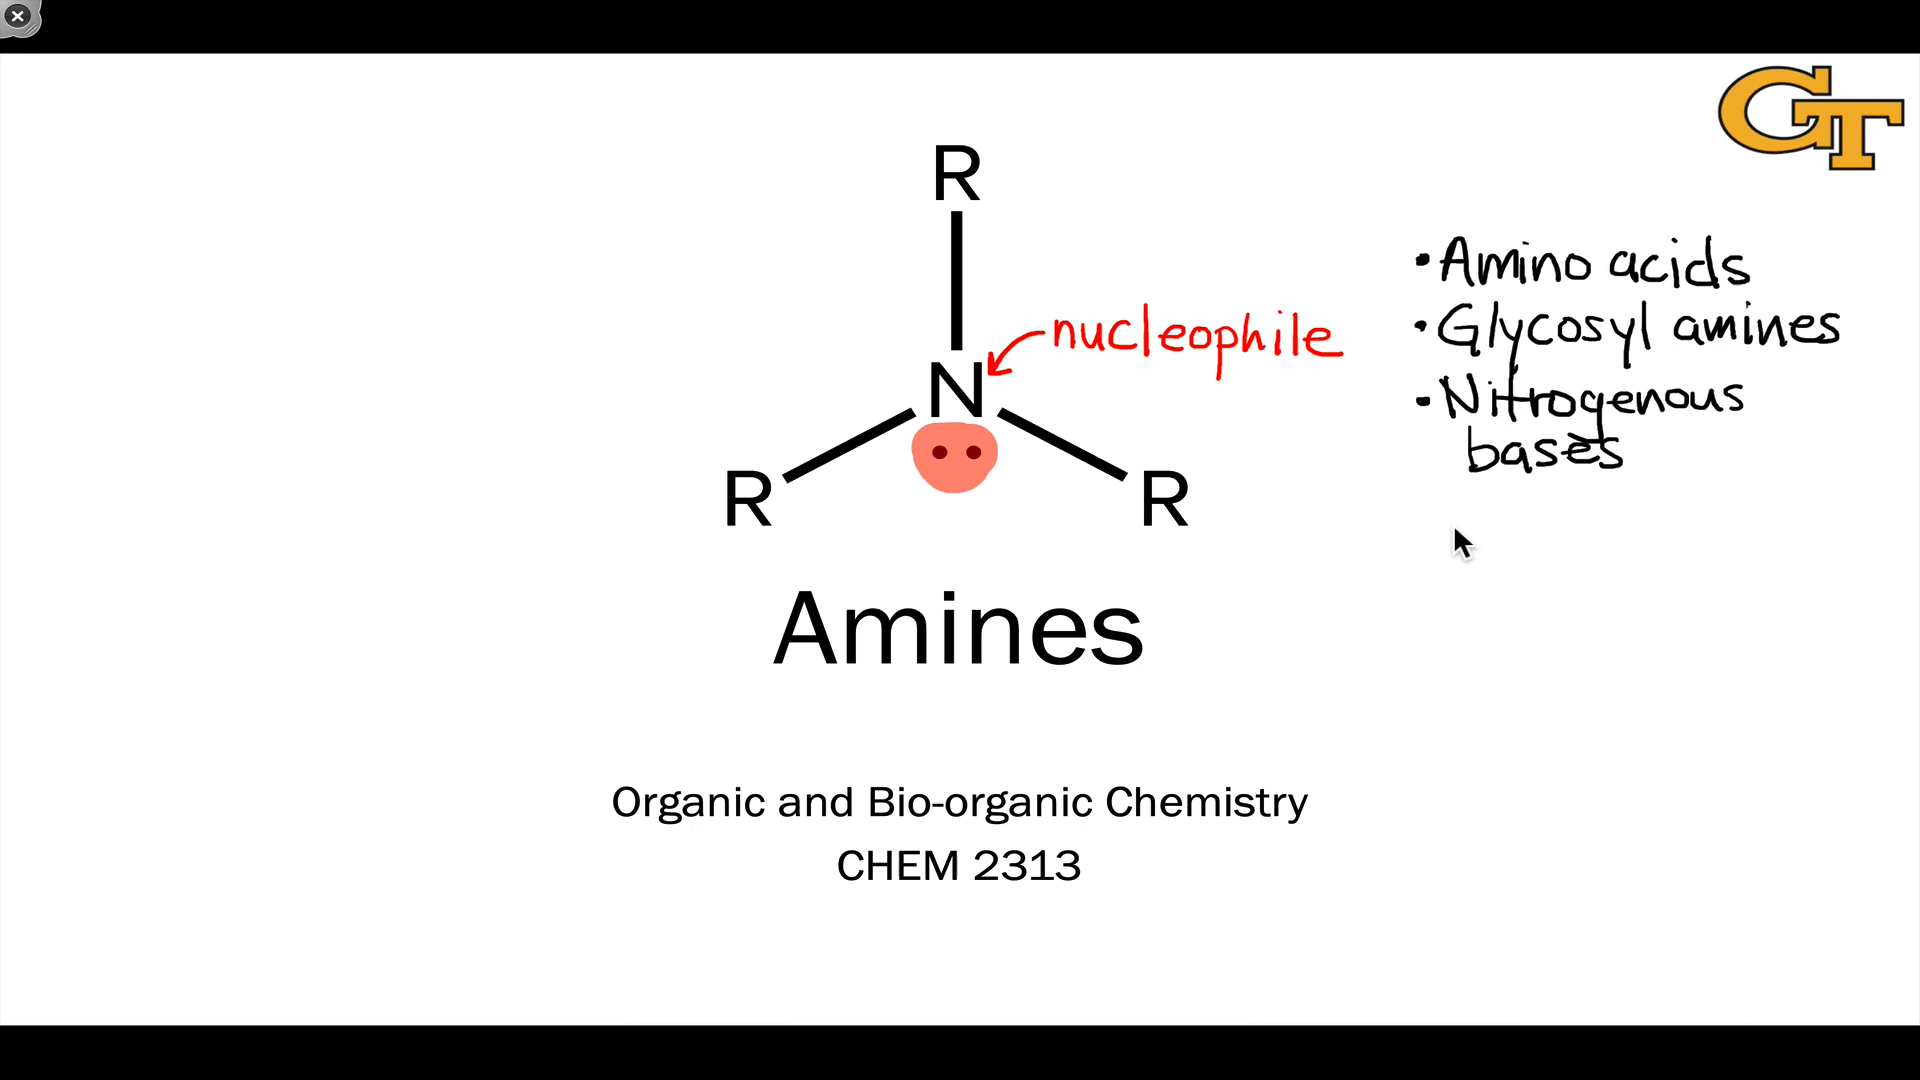 GT
R
N
R
R
nucleophile
• Amino acids
• Glycosyl amines
• Nitrogenous
bases
Amines
Organic and Bio-organic Chemistry
CHEM 2313